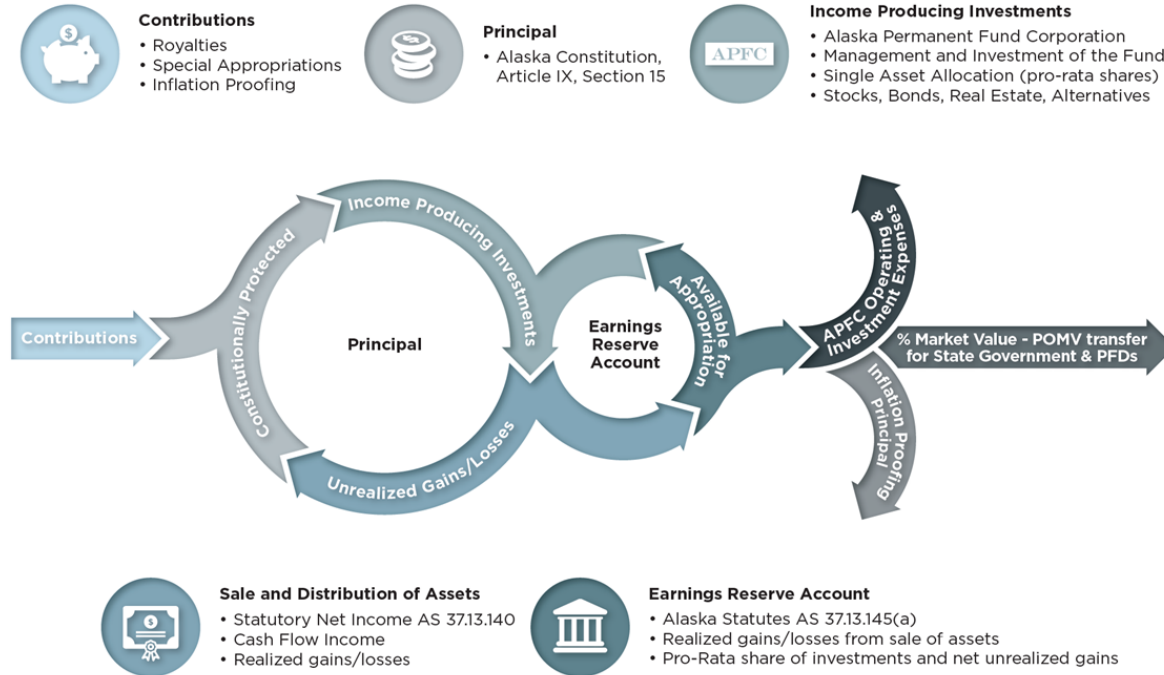 Contributions
• Royalties
• Special Appropriations
• Inflation Proofing
Principal
• Alaska Constitution,
Article IX, Section 15
APFC
Income Producing Investments
• Alaska Permanent Fund Corporation
• Management and Investment of the Fund
• Single Asset Allocation (pro-rata shares)
• Stocks, Bonds, Real Estate, Alternatives
Contributions
Constitutionally Protected
Income Producing Investments
Principal
Unrealized Gains/Losses
Earnings
Reserve
Account
Available for
Appropriation
APFC Operating &
Investment Expenses
% Market Value - POMV transfer
for State Government & PFDs
Inflation Proofing
Principal
Sale and Distribution of Assets
• Statutory Net Income AS 37.13.140
• Cash Flow Income
• Realized gains/losses
Earnings Reserve Account
• Alaska Statutes AS 37.13.145(a)
• Realized gains/losses from sale of assets
• Pro-Rata share of investments and net unrealized gains